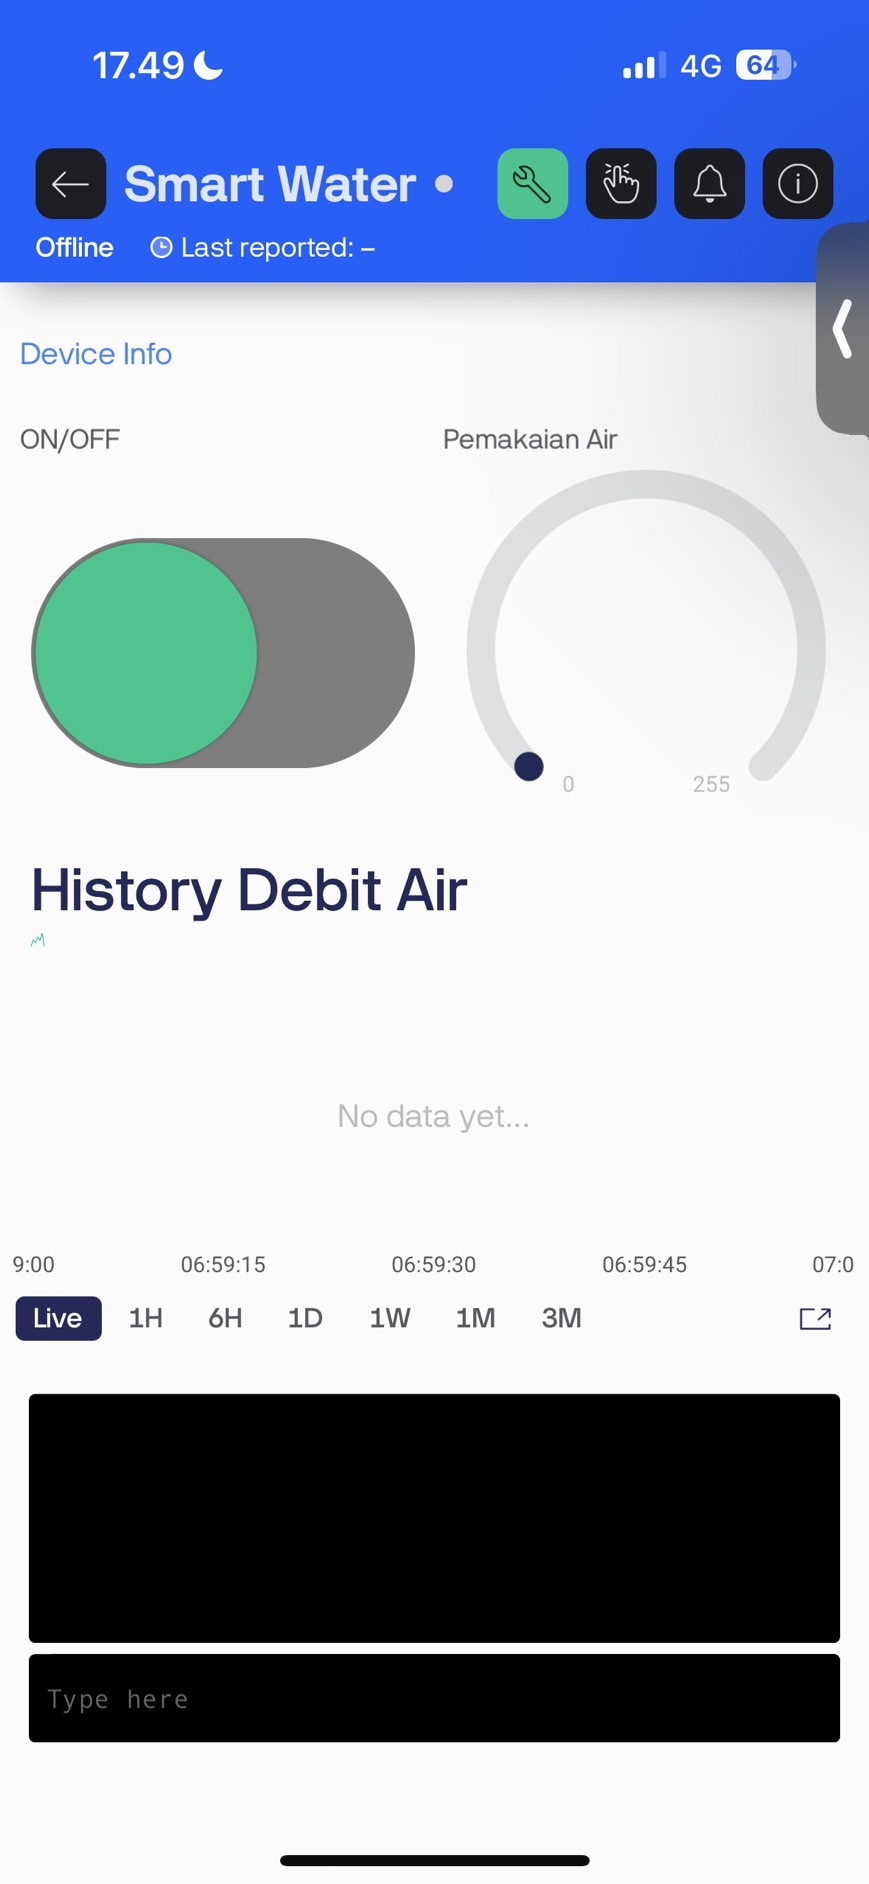 17.49
4G 64
Smart Water
Offline
Last reported: –
Device Info
ON/OFF
Pemakaian Air
0
255
History Debit Air
No data yet...
9:00 06:59:15 06:59:30 06:59:45 07:0
Live 1H 6H 1D 1W 1M 3M
Type here